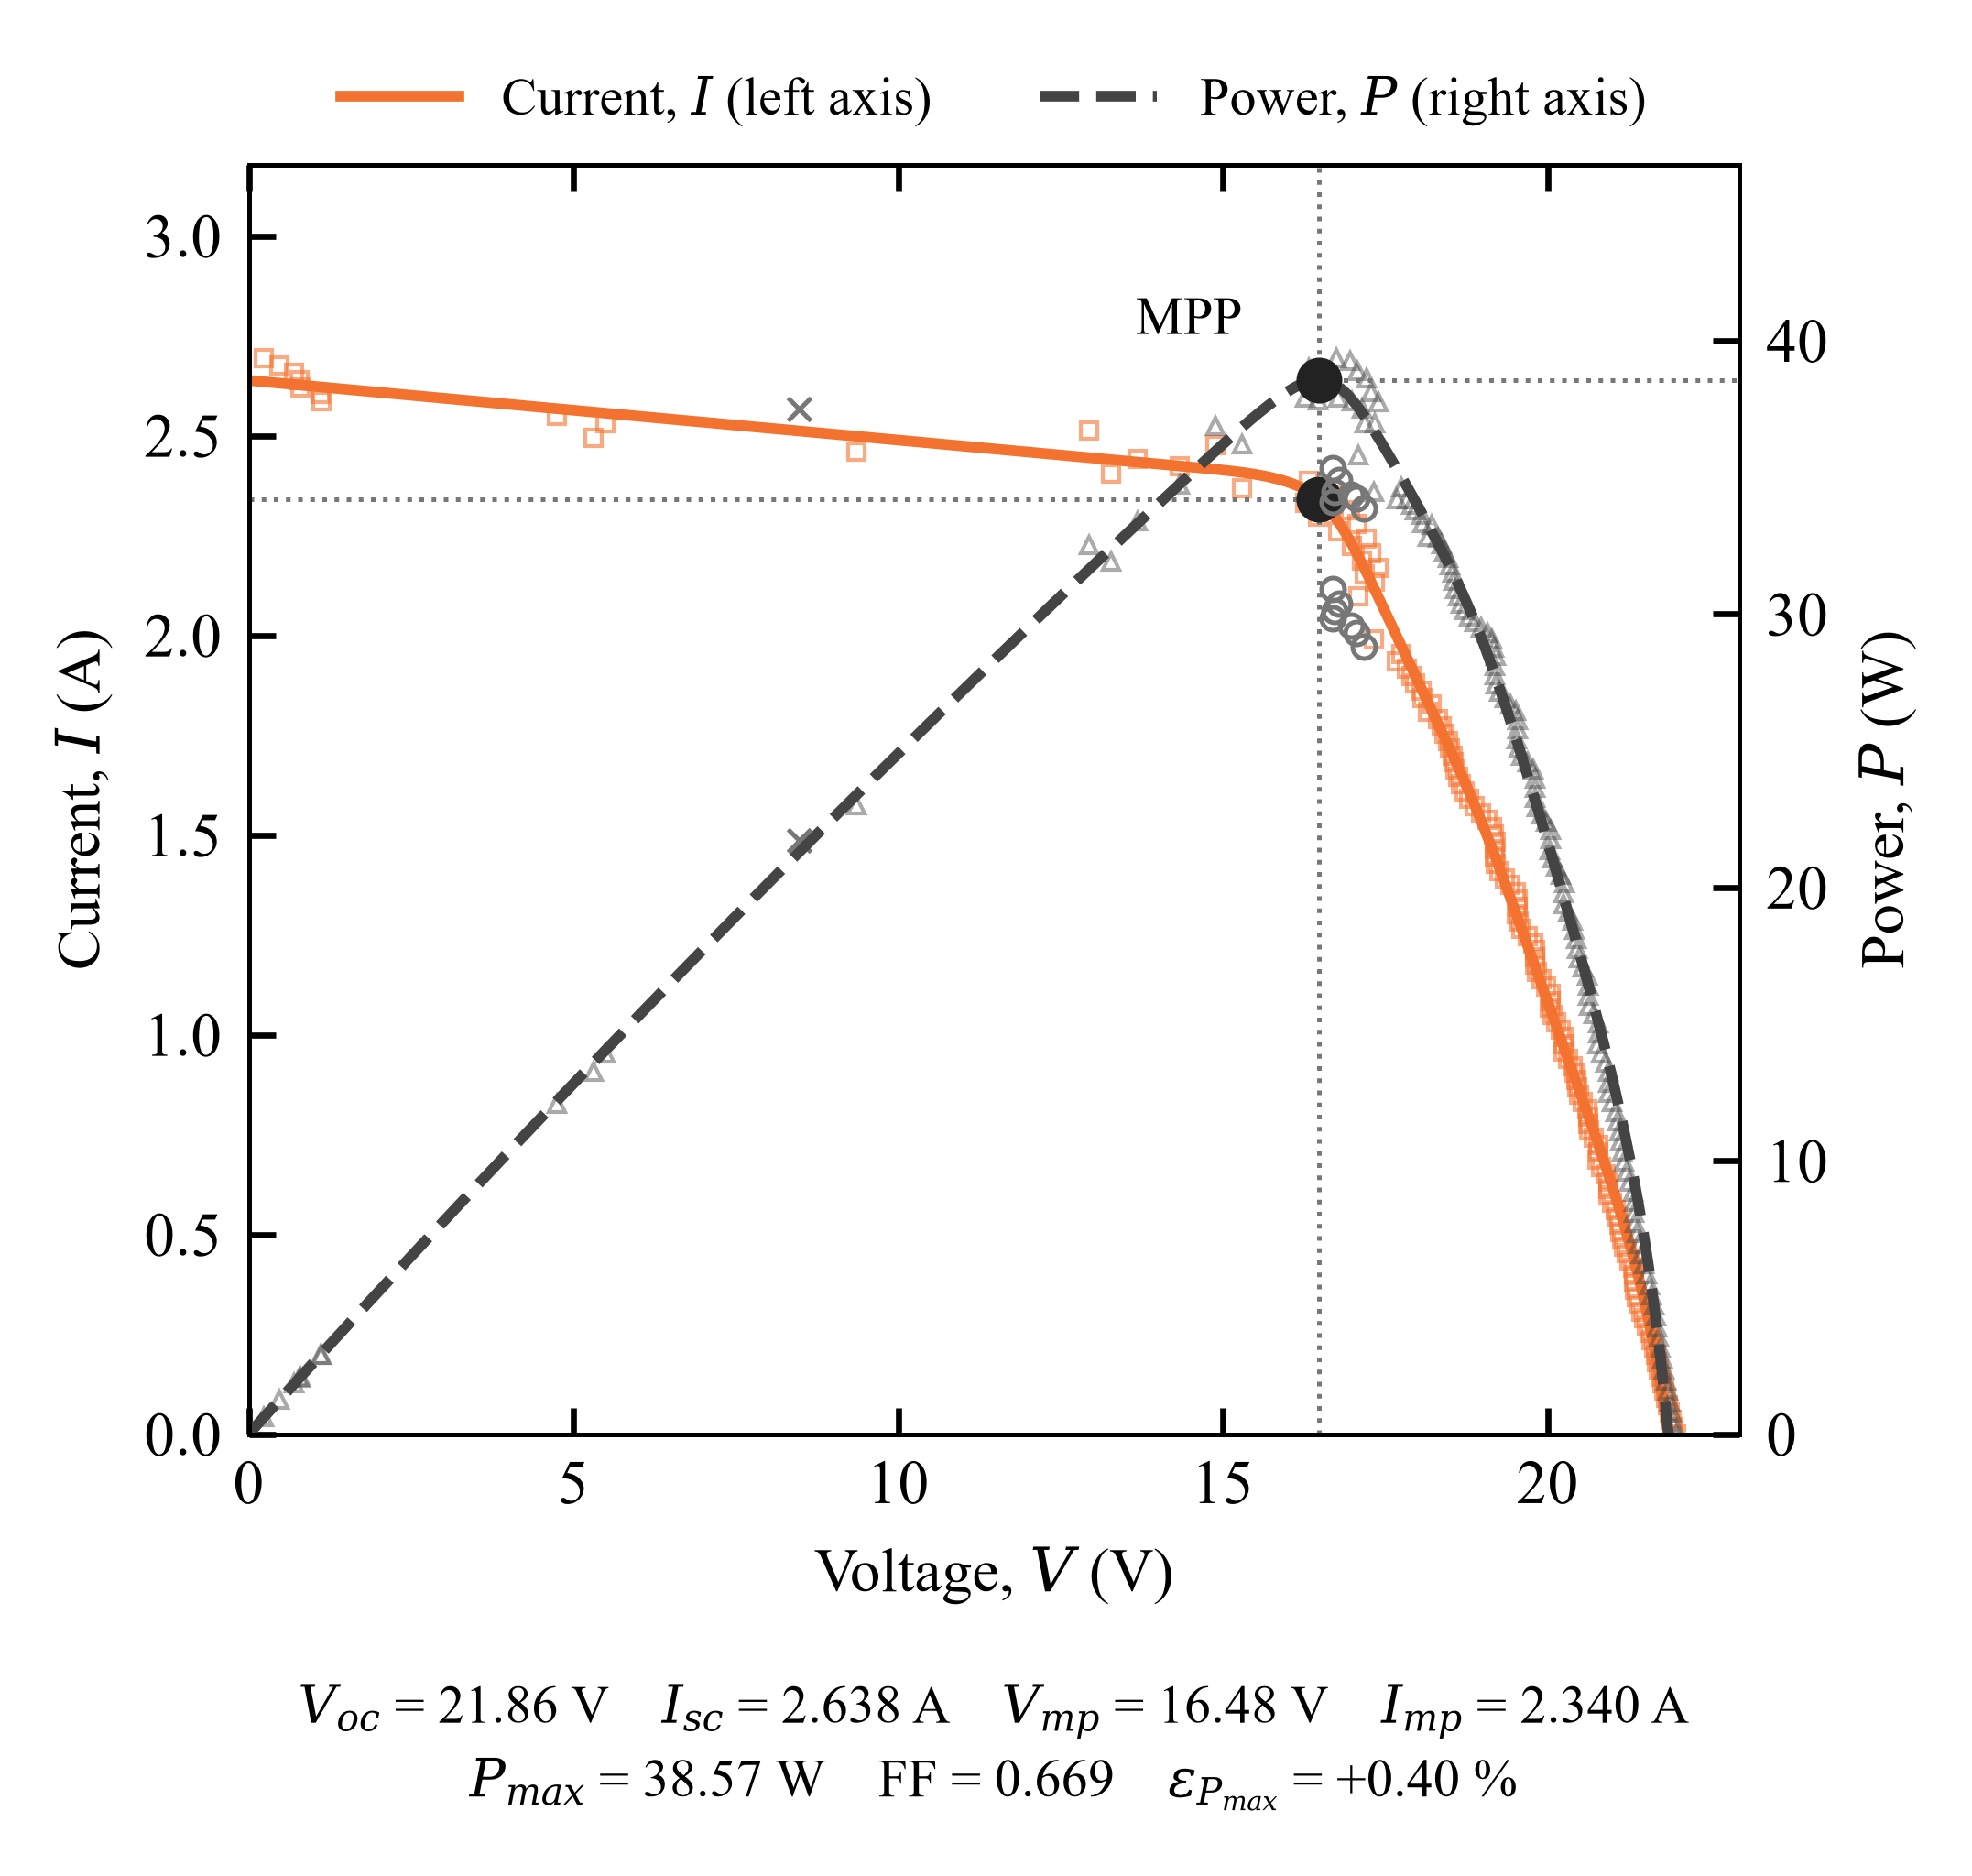 Current, I (left axis) Power, P (right axis)
MPP
Current, I (A)
3.0
2.5
2.0
1.5
1.0
0.5
0.0
Power, P (W)
40
30
20
10
0
0 5 10 15 20
Voltage, V (V)
V_oc = 21.86 V I_sc = 2.638 A V_mp = 16.48 V I_mp = 2.340 A
P_max = 38.57 W FF = 0.669 ε_P_max = +0.40 %